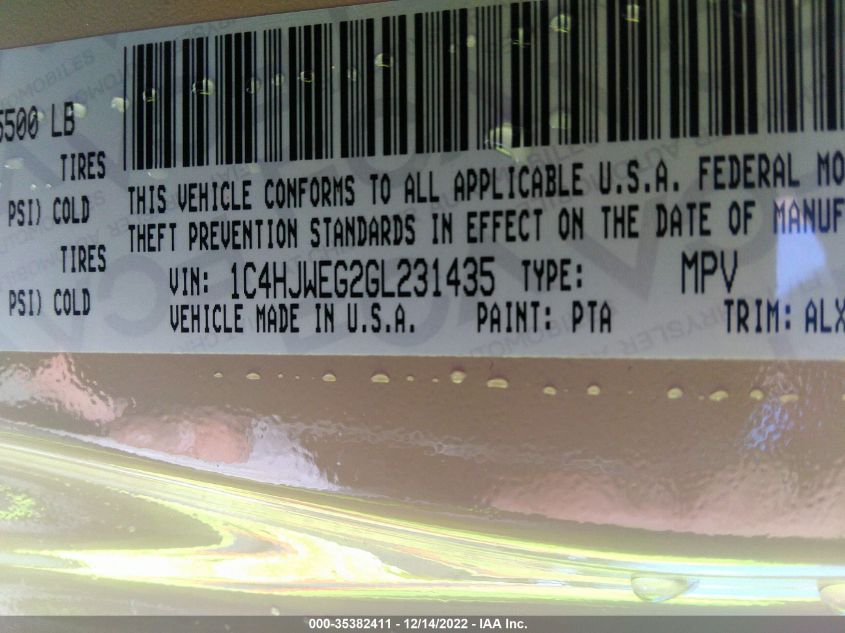 5500 LB
TIRES
PSI) COLD
TIRES
PSI) COLD
THIS VEHICLE CONFORMS TO ALL APPLICABLE U.S.A. FEDERAL MO
THEFT PREVENTION STANDARDS IN EFFECT ON THE DATE OF MANUF
VIN: 1C4HJWEG2GL231435 TYPE: MPV
VEHICLE MADE IN U.S.A. PAINT: PTA TRIM: ALX
000-35382411 - 12/14/2022 - IAA Inc.